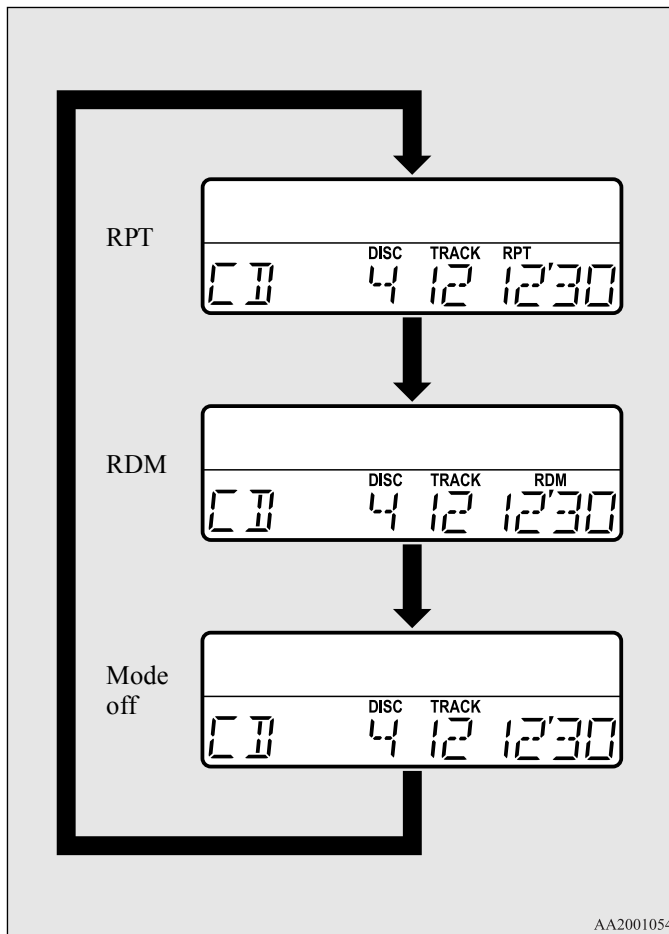 RPT
DISC TRACK RPT
CD 4 12 12'30
RDM
DISC TRACK RDM
CD 4 12 12'30
Mode
off
DISC TRACK
CD 4 12 12'30
AA2001054